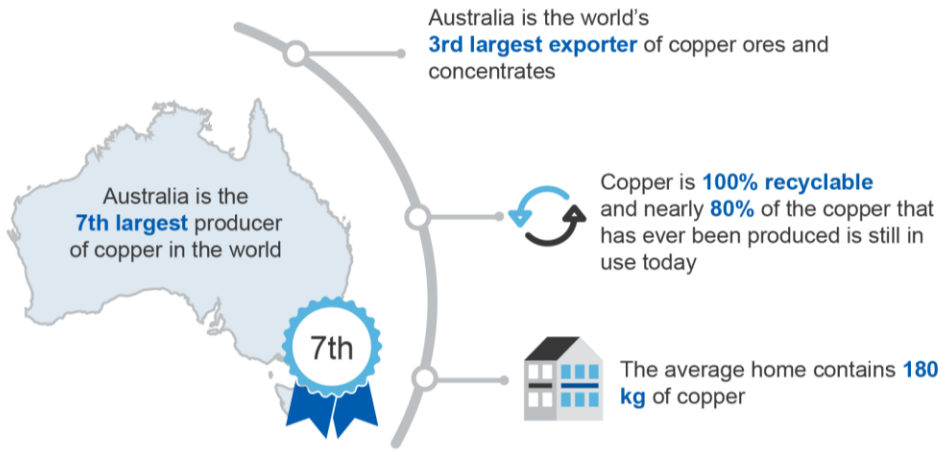 Australia is the world's
3rd largest exporter of copper ores and
concentrates
Australia is the
7th largest producer
of copper in the world
7th
Copper is 100% recyclable
and nearly 80% of the copper that
has ever been produced is still in
use today
The average home contains 180
kg of copper